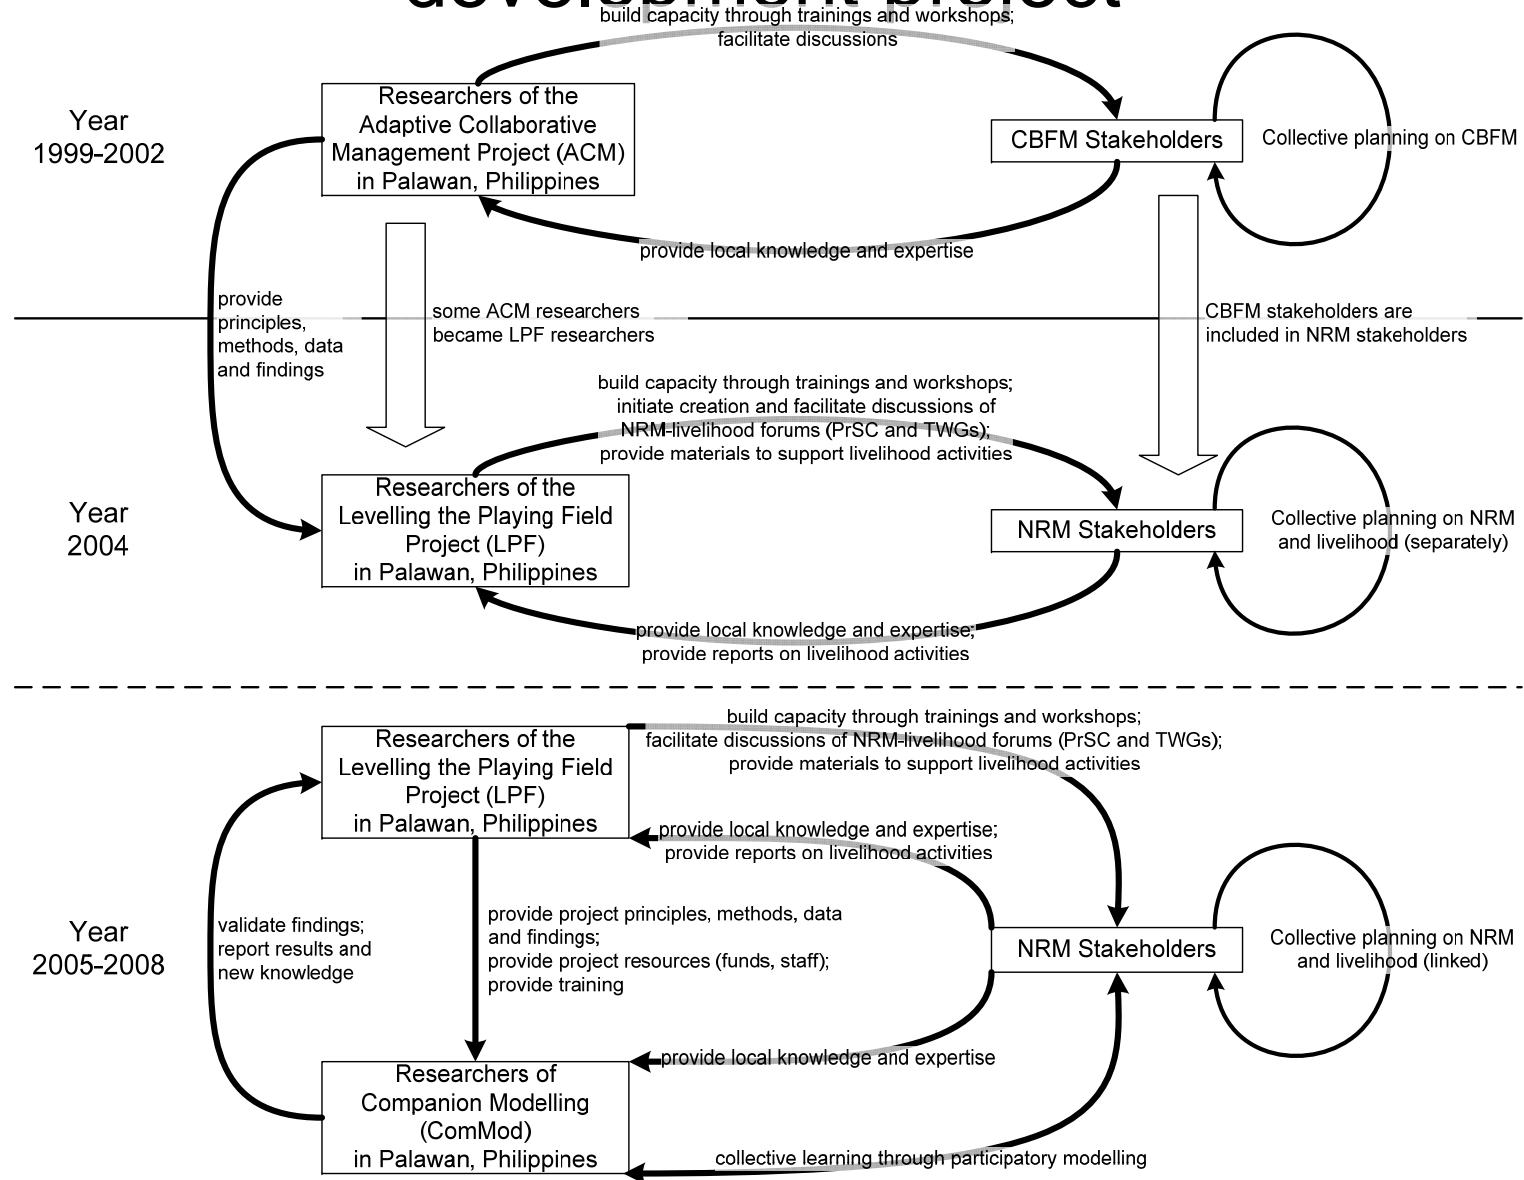 development project
build capacity through trainings and workshops;
facilitate discussions
Year
1999-2002
Researchers of the
Adaptive Collaborative
Management Project (ACM)
in Palawan, Philippines
CBFM Stakeholders
Collective planning on CBFM
provide local knowledge and expertise
provide
principles,
methods, data
and findings
some ACM researchers
became LPF researchers
CBFM stakeholders are
included in NRM stakeholders
build capacity through trainings and workshops;
initiate creation and facilitate discussions of
NRM-livelihood forums (PrSC and TWGs);
provide materials to support livelihood activities
Year
2004
Researchers of the
Levelling the Playing Field
Project (LPF)
in Palawan, Philippines
NRM Stakeholders
Collective planning on NRM
and livelihood (separately)
provide local knowledge and expertise;
provide reports on livelihood activities
build capacity through trainings and workshops;
facilitate discussions of NRM-livelihood forums (PrSC and TWGs);
provide materials to support livelihood activities
Researchers of the
Levelling the Playing Field
Project (LPF)
in Palawan, Philippines
provide local knowledge and expertise;
provide reports on livelihood activities
Year
2005-2008
validate findings;
report results and
new knowledge
provide project principles, methods, data
and findings;
provide project resources (funds, staff);
provide training
NRM Stakeholders
Collective planning on NRM
and livelihood (linked)
provide local knowledge and expertise
Researchers of
Companion Modelling
(ComMod)
in Palawan, Philippines
collective learning through participatory modelling